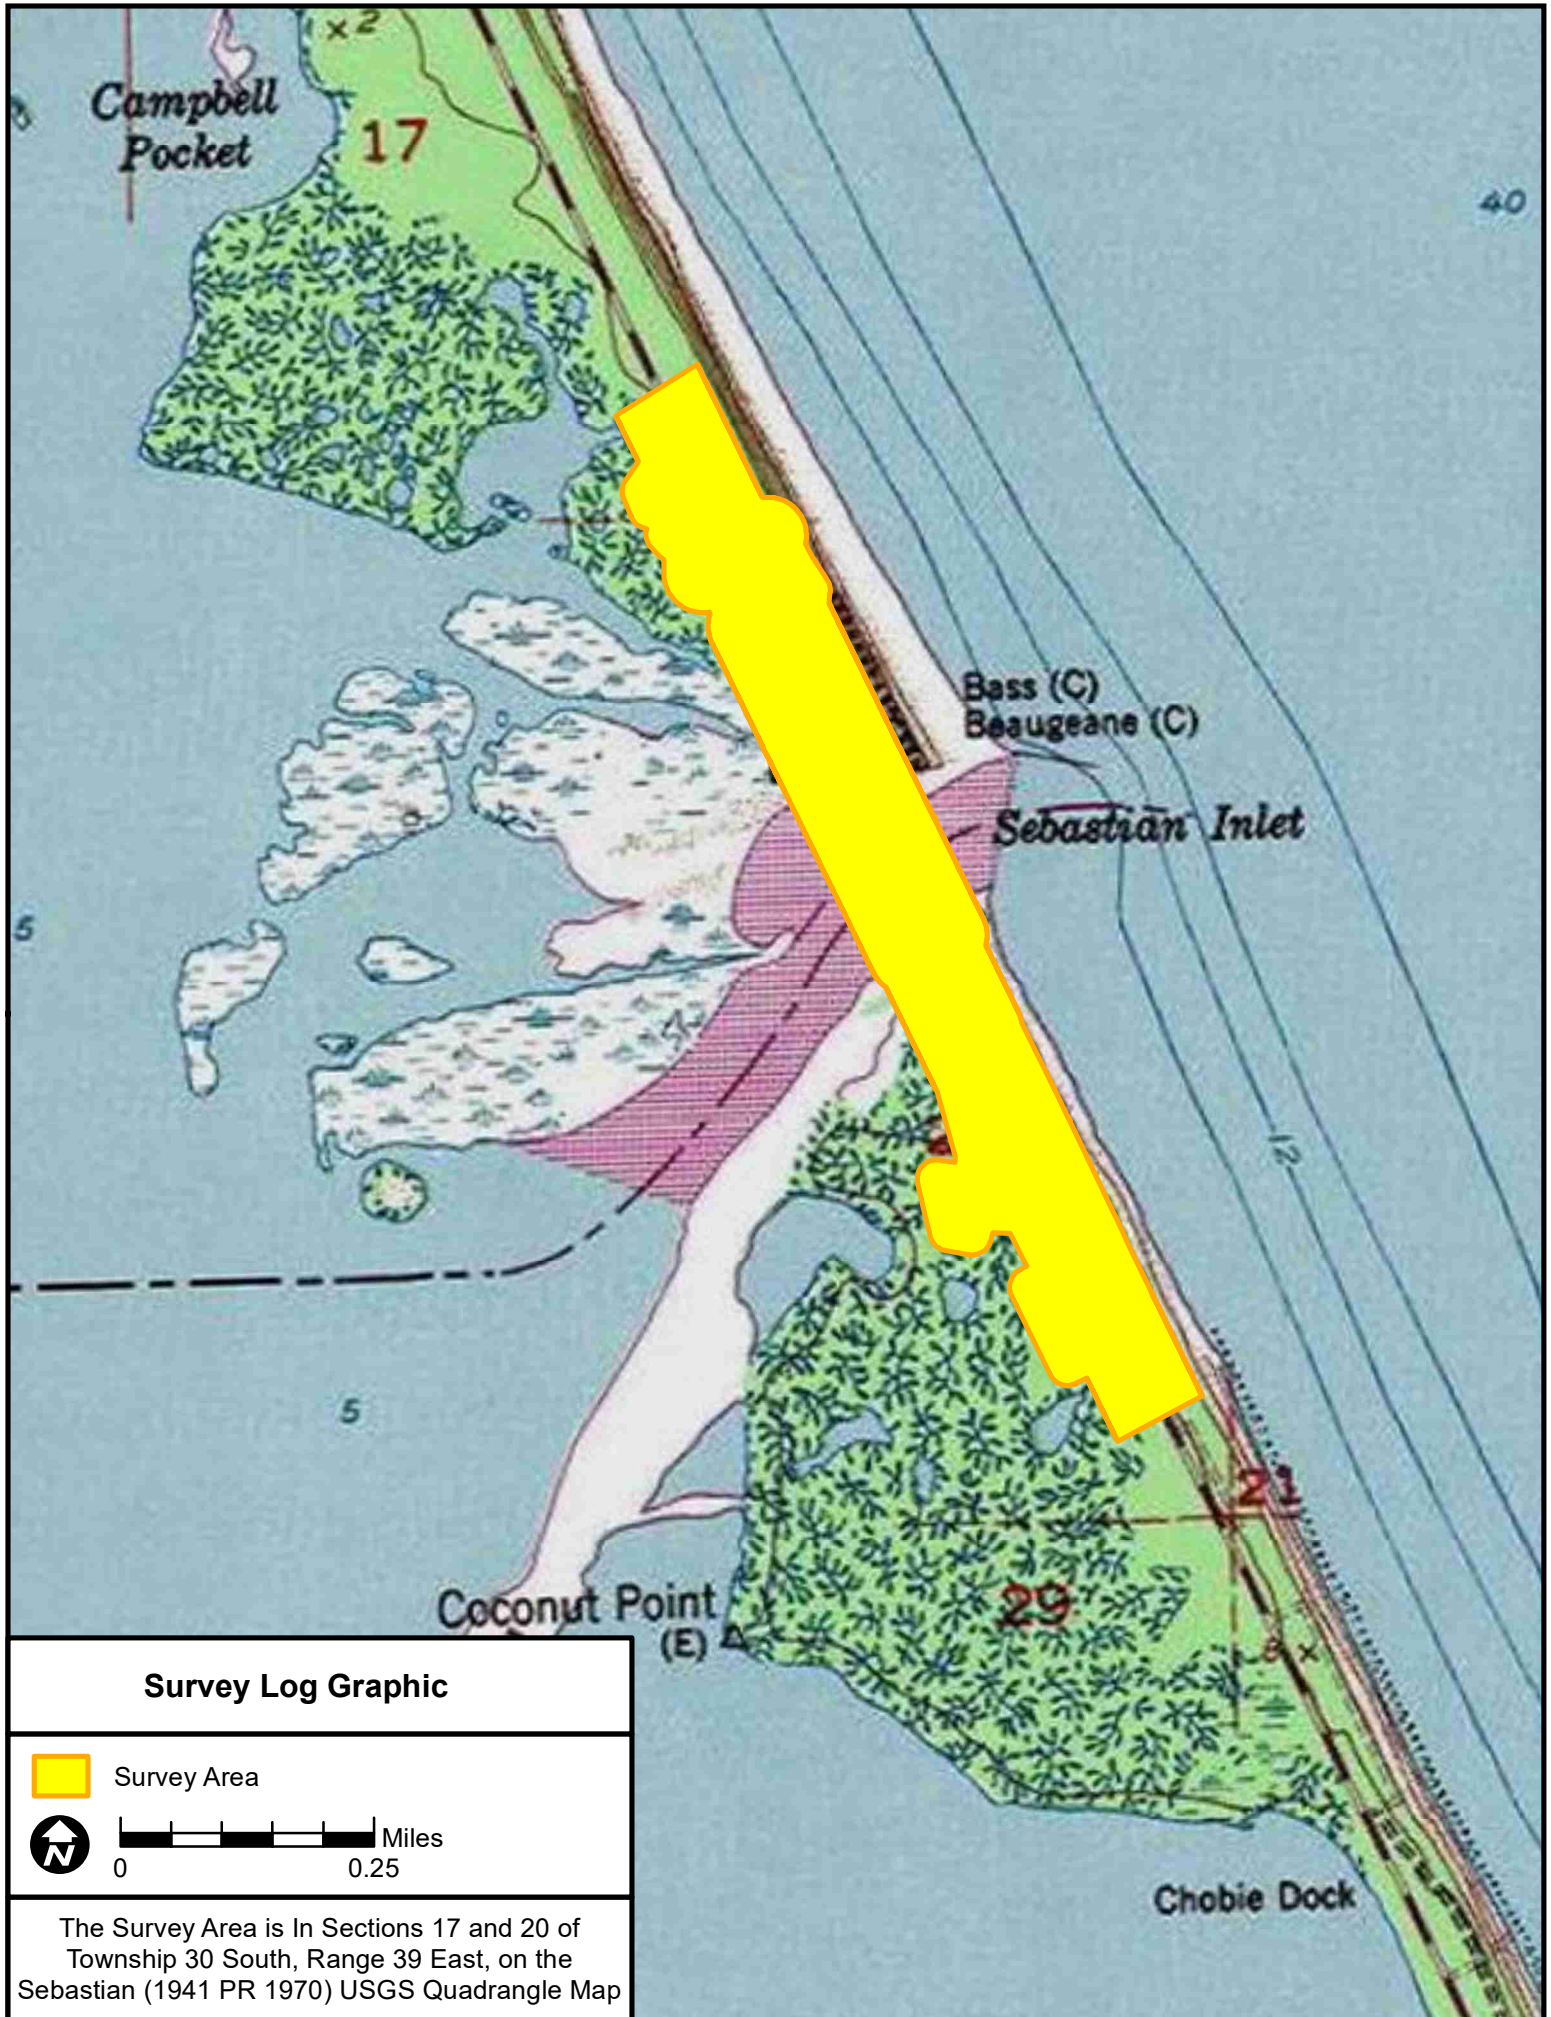 ×2
Campbell
Pocket
17
40
Bass (C)
Beaugeane (C)
Sebastian Inlet
5
12
5
21
Coconut Point
(E)
29
8 ×
Chobie Dock
Survey Log Graphic
Survey Area
N
Miles
0 0.25
The Survey Area is In Sections 17 and 20 of
Township 30 South, Range 39 East, on the
Sebastian (1941 PR 1970) USGS Quadrangle Map